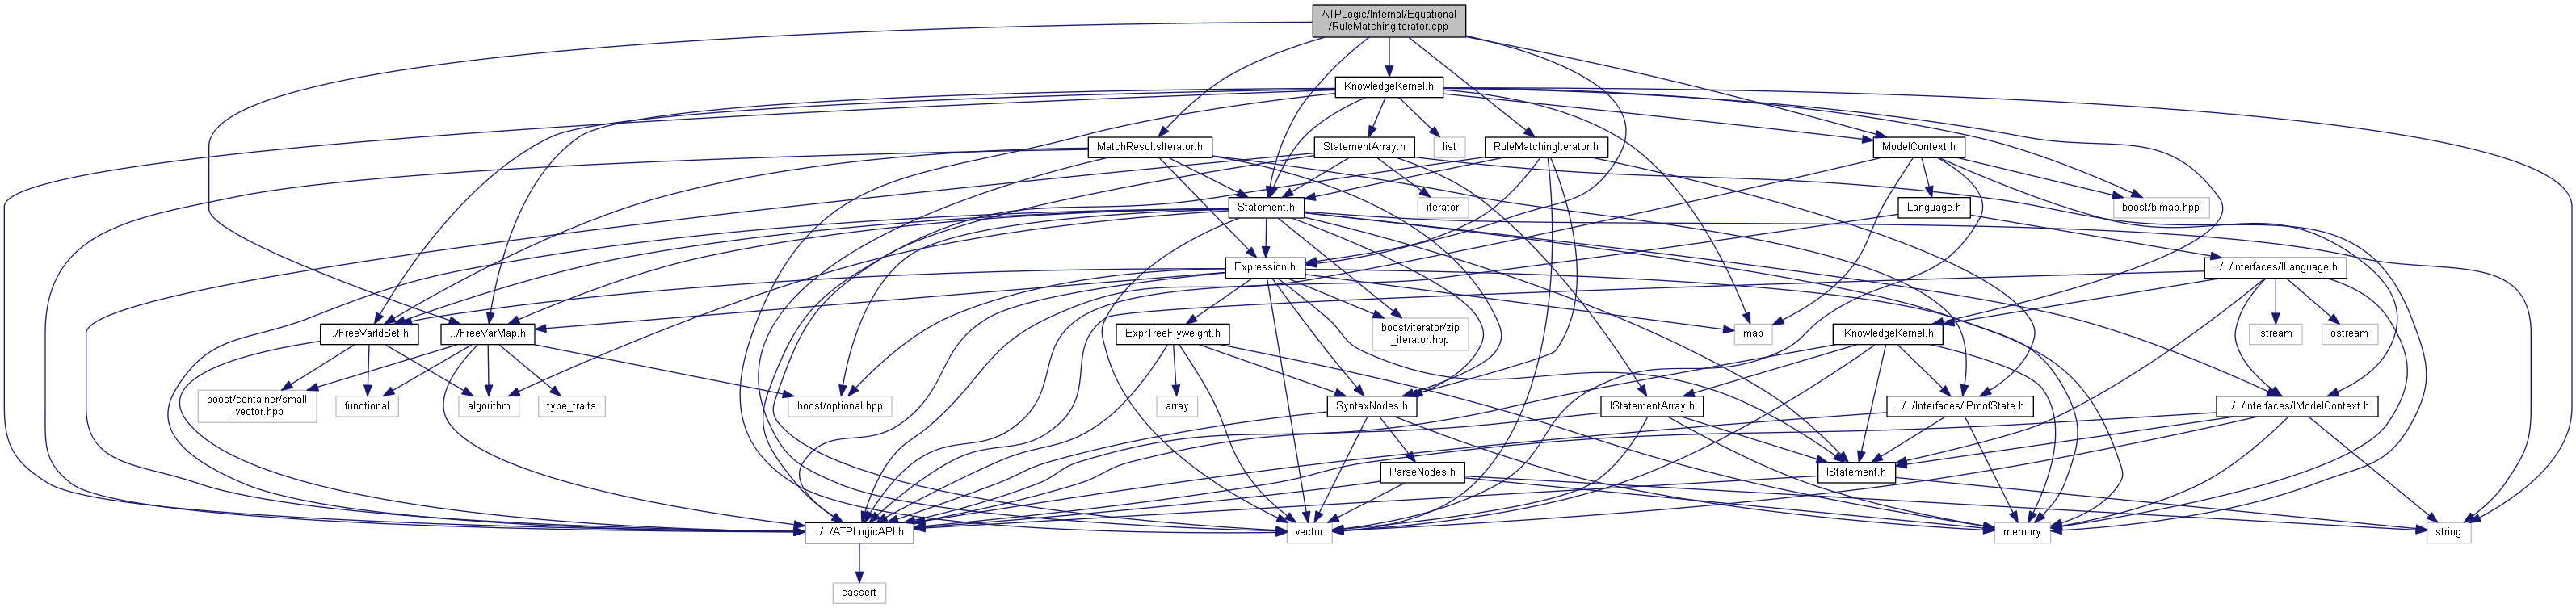 ATPLogic/Internal/Equational
/RuleMatchingIterator.cpp
KnowledgeKernel.h
MatchResultsIterator.h
StatementArray.h
list
RuleMatchingIterator.h
ModelContext.h
Statement.h
iterator
Language.h
boost/bimap.hpp
Expression.h
../../Interfaces/ILanguage.h
../FreeVarIdSet.h
../FreeVarMap.h
ExprTreeFlyweight.h
boost/iterator/zip
_iterator.hpp
map
IKnowledgeKernel.h
istream
ostream
boost/container/small
_vector.hpp
functional
algorithm
type_traits
boost/optional.hpp
array
SyntaxNodes.h
IStatementArray.h
../../Interfaces/IProofState.h
../../Interfaces/IModelContext.h
ParseNodes.h
IStatement.h
../../ATPLogicAPI.h
vector
memory
string
cassert